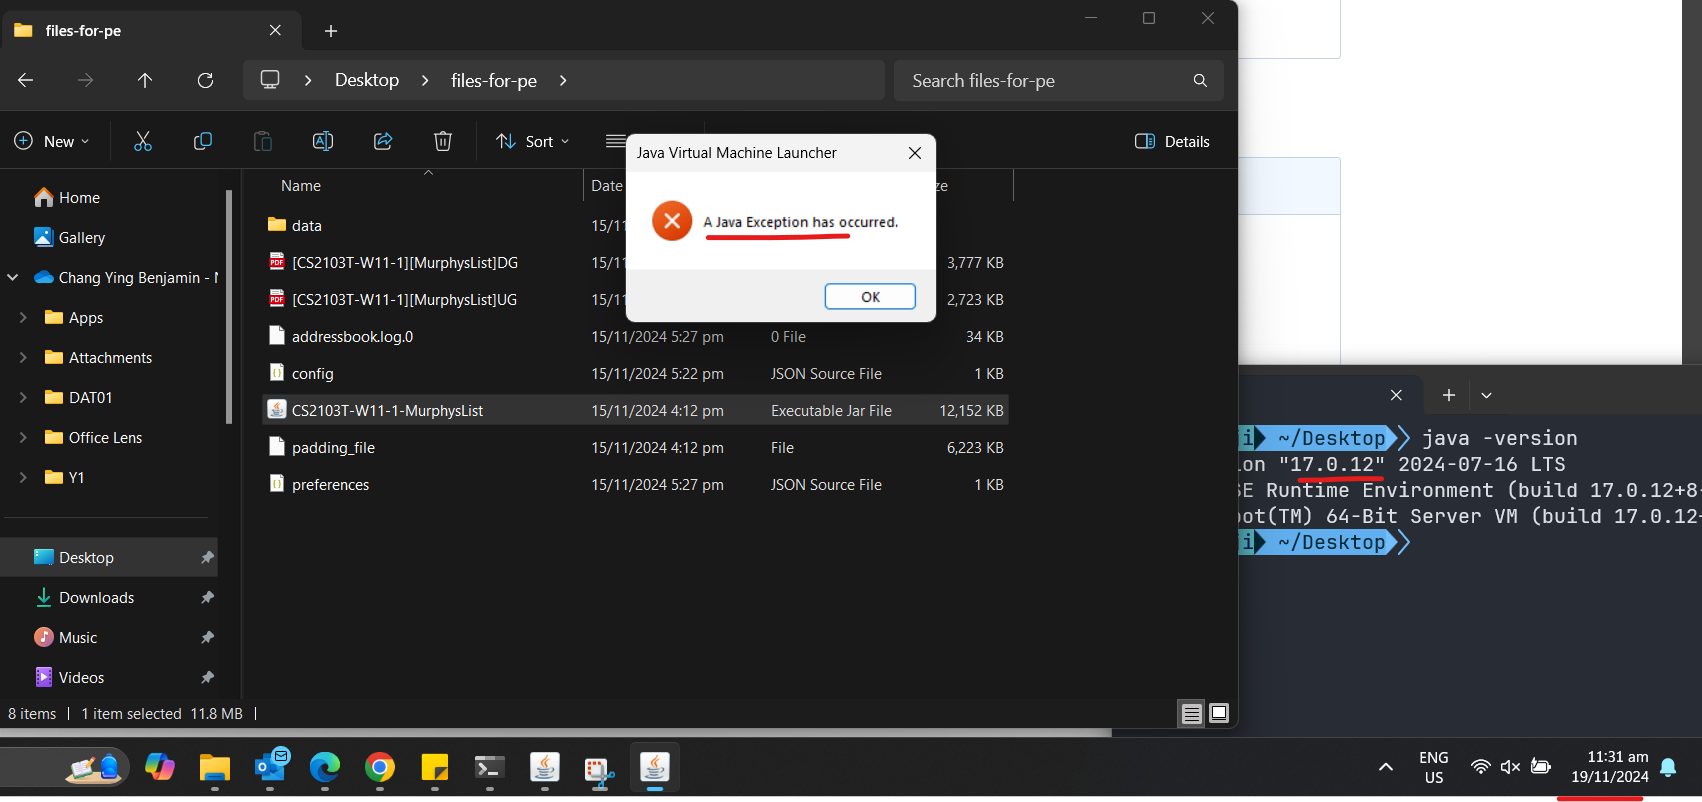 files-for-pe
Desktop
files-for-pe
Search files-for-pe
New
Sort
Details
Name
Date
ze
Java Virtual Machine Launcher
A Java Exception has occurred.
OK
Home
Gallery
Chang Ying Benjamin - N
Apps
Attachments
DAT01
Office Lens
Y1
Desktop
Downloads
Music
Videos
data
15/11
[CS2103T-W11-1][MurphysList]DG
15/11
3,777 KB
[CS2103T-W11-1][MurphysList]UG
15/11
2,723 KB
addressbook.log.0
15/11/2024 5:27 pm
0 File
34 KB
config
15/11/2024 5:22 pm
JSON Source File
1 KB
CS2103T-W11-1-MurphysList
15/11/2024 4:12 pm
Executable Jar File
12,152 KB
padding_file
15/11/2024 4:12 pm
File
6,223 KB
preferences
15/11/2024 5:27 pm
JSON Source File
1 KB
8 items
1 item selected 11.8 MB
i ~/Desktop java -version
ion "17.0.12" 2024-07-16 LTS
SE Runtime Environment (build 17.0.12+8-
pot(TM) 64-Bit Server VM (build 17.0.12+
i ~/Desktop
ENG
US
11:31 am
19/11/2024